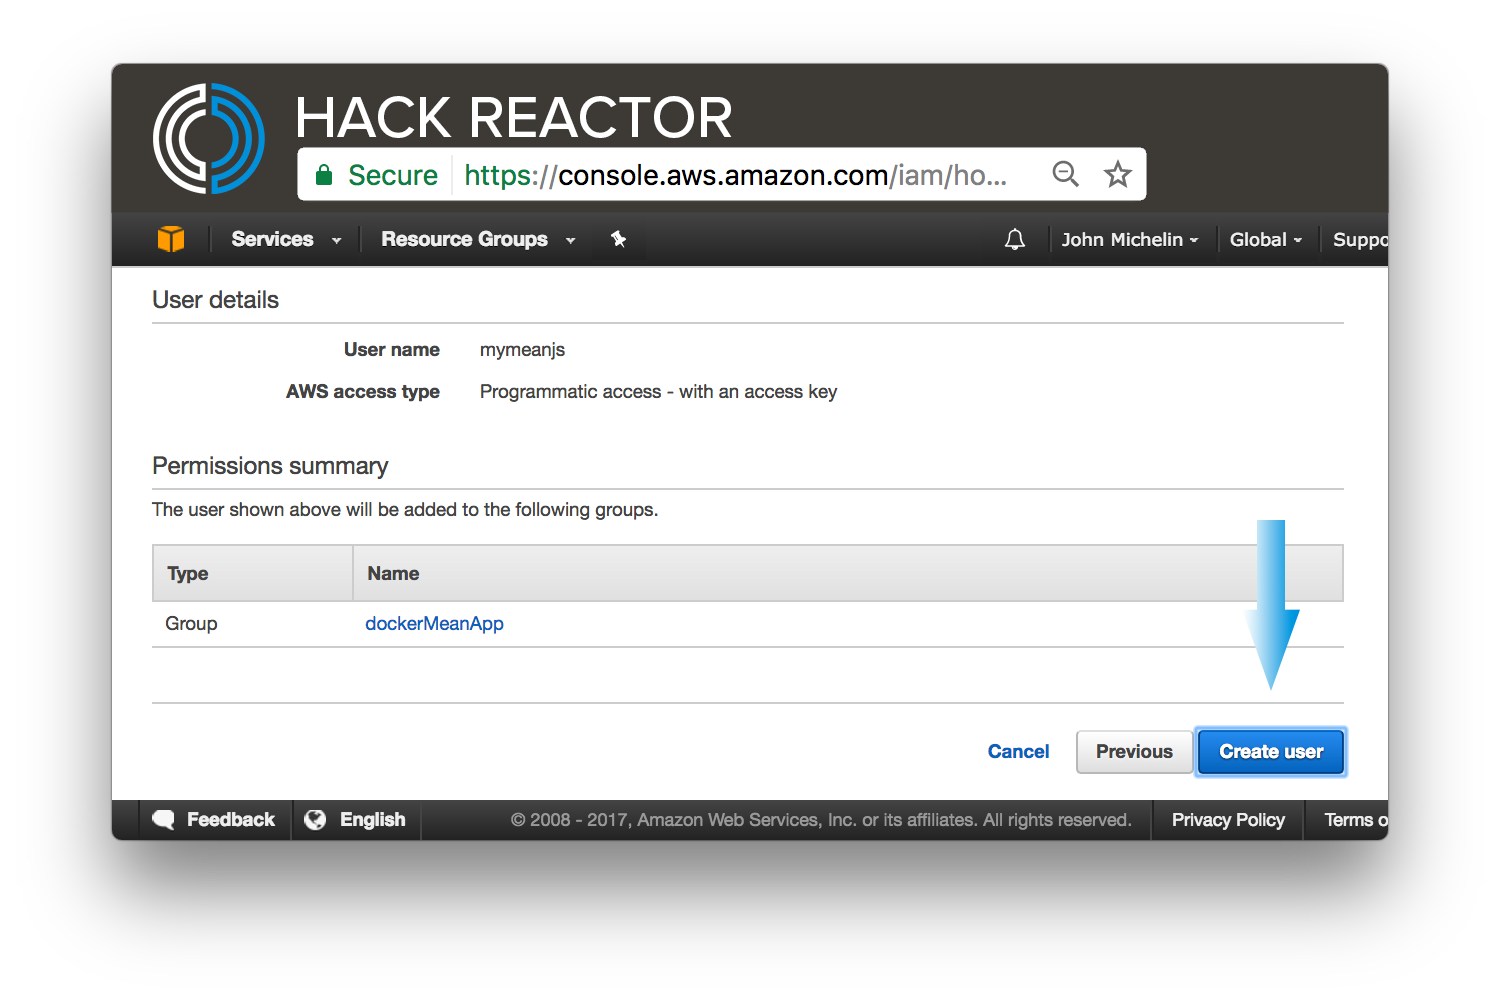 HACK REACTOR
Secure https://console.aws.amazon.com/iam/ho...
Services Resource Groups John Michelin Global Suppo
User details
User name mymeanjs
AWS access type Programmatic access - with an access key
Permissions summary
The user shown above will be added to the following groups.
Type Name
Group dockerMeanApp
Cancel Previous Create user
Feedback English © 2008 - 2017, Amazon Web Services, Inc. or its affiliates. All rights reserved. Privacy Policy Terms o